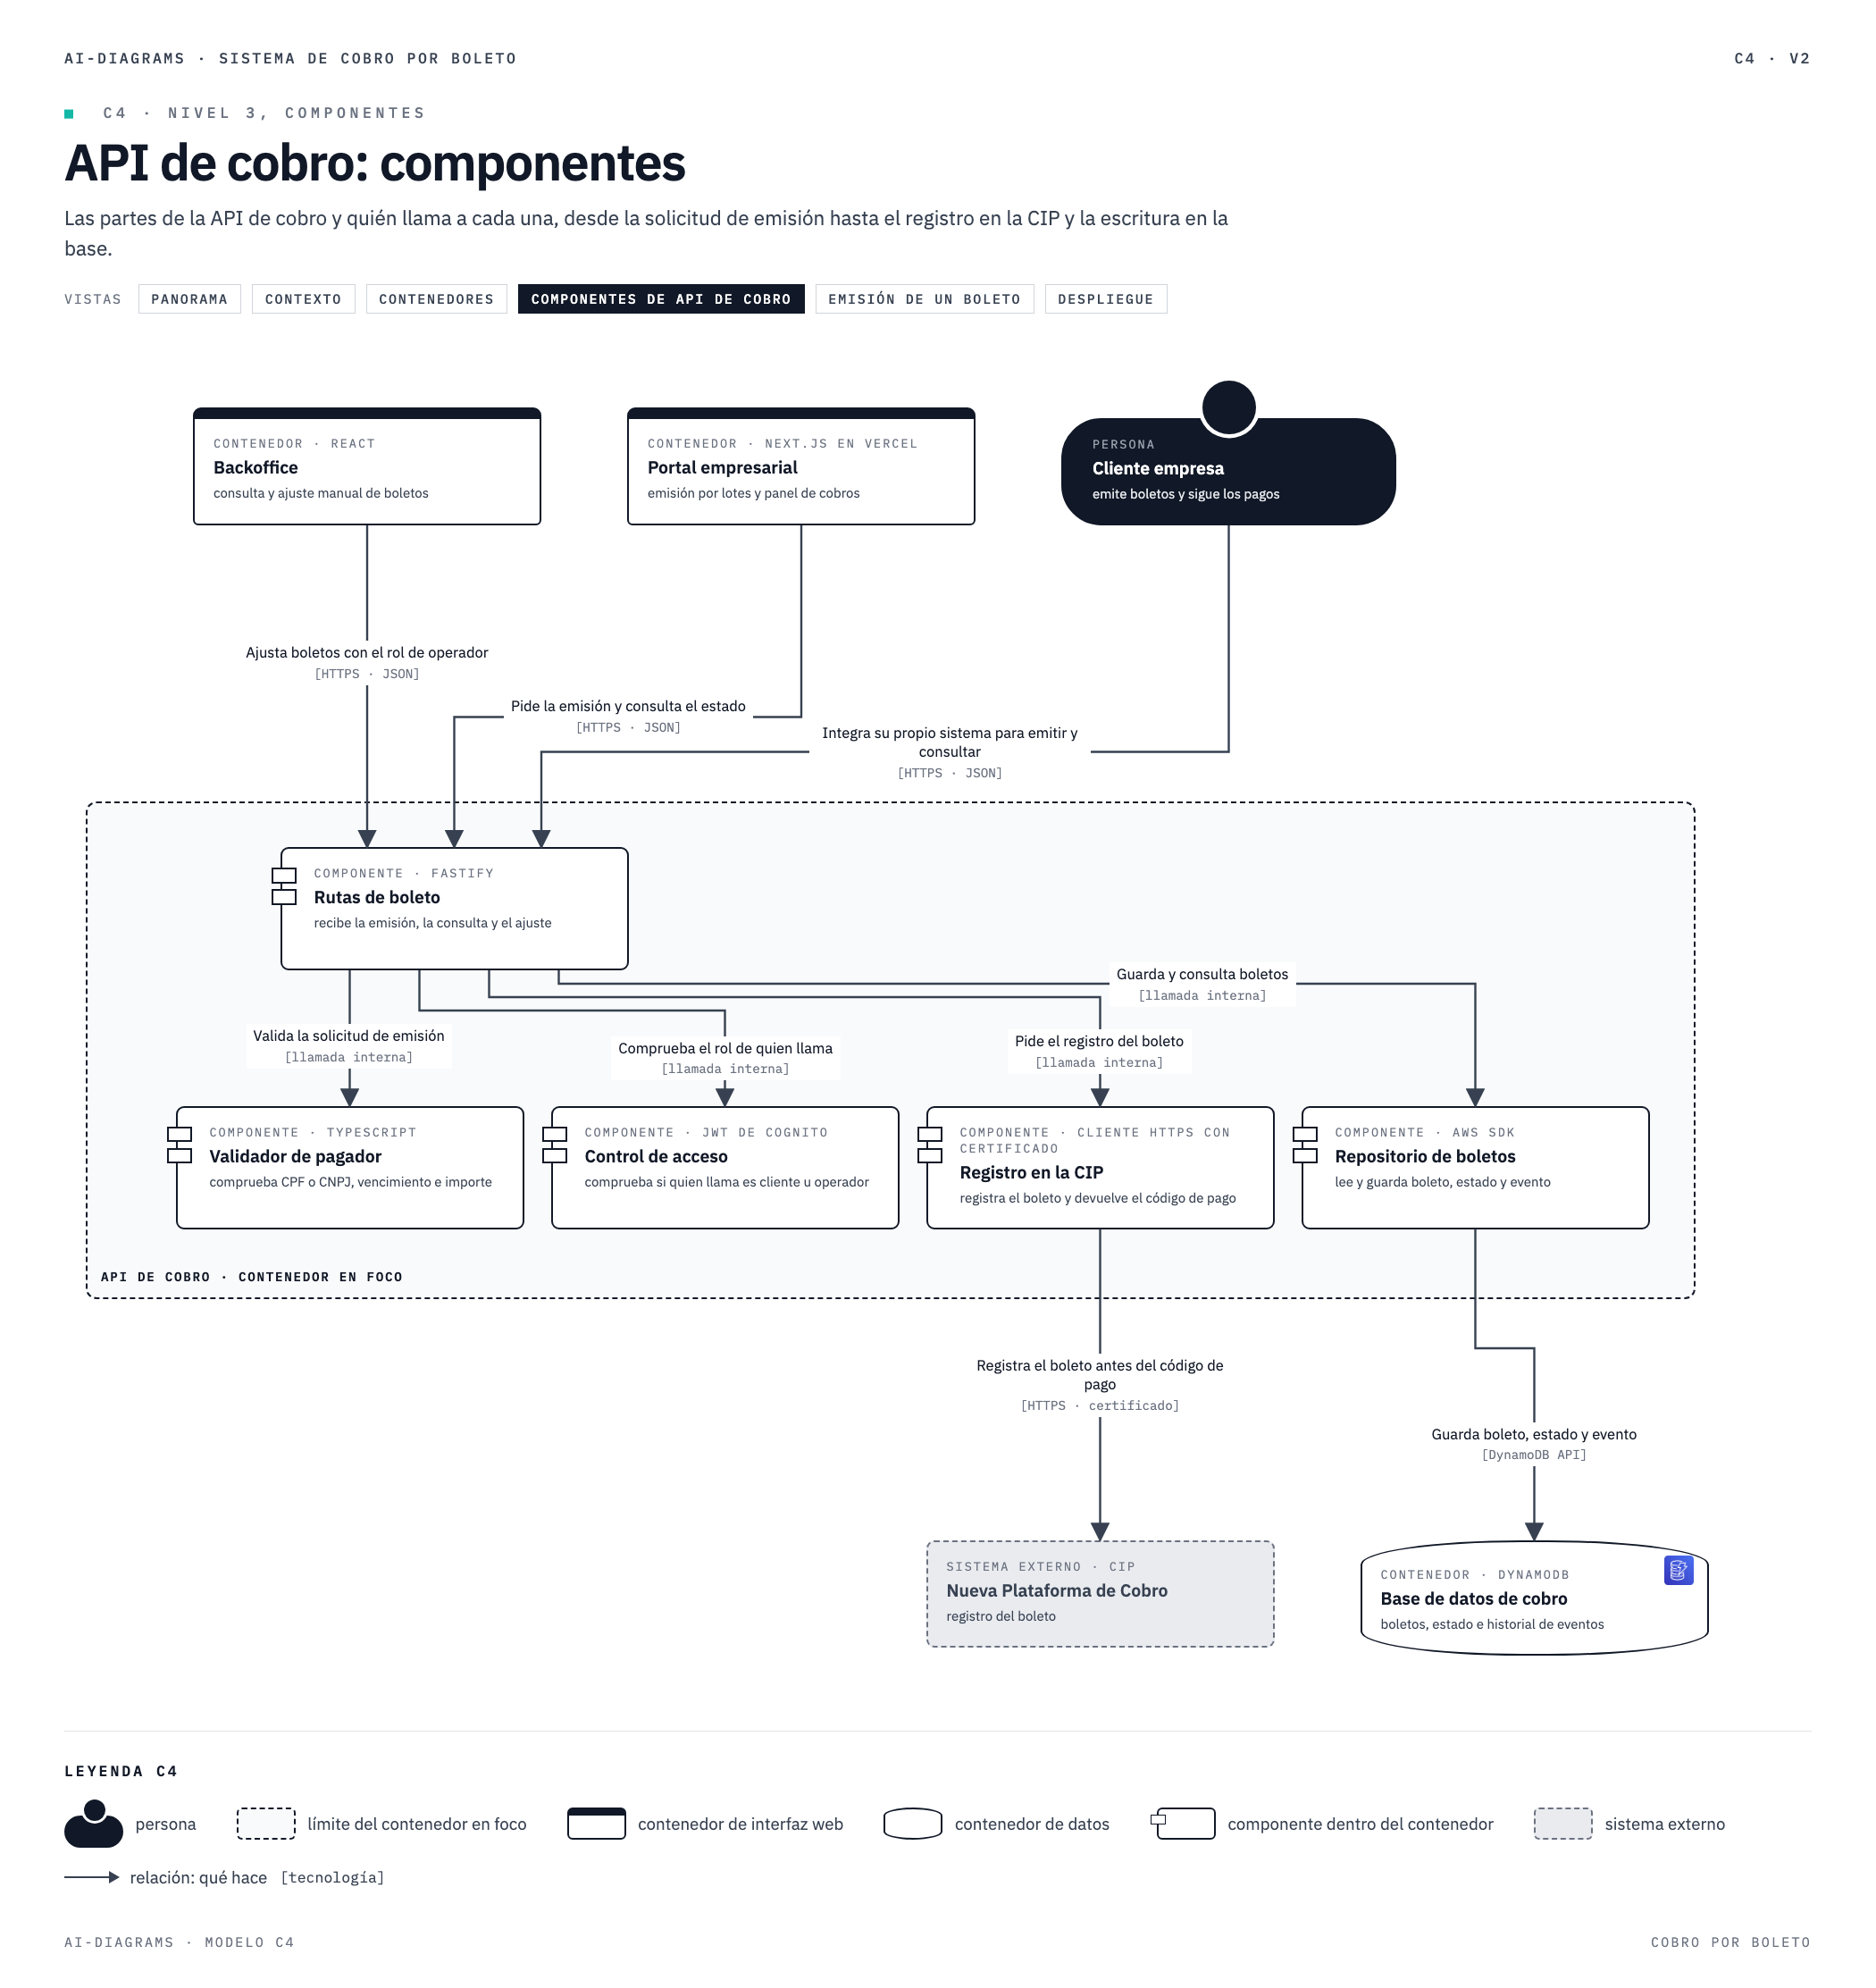 AI-DIAGRAMS · SISTEMA DE COBRO POR BOLETO
C4 · V2
C4 · NIVEL 3, COMPONENTES
API de cobro: componentes
Las partes de la API de cobro y quién llama a cada una, desde la solicitud de emisión hasta el registro en la CIP y la escritura en la
base.
VISTAS
PANORAMA
CONTEXTO
CONTENEDORES
COMPONENTES DE API DE COBRO
EMISIÓN DE UN BOLETO
DESPLIEGUE
CONTENEDOR · REACT
Backoffice
consulta y ajuste manual de boletos
CONTENEDOR · NEXT.JS EN VERCEL
Portal empresarial
emisión por lotes y panel de cobros
PERSONA
Cliente empresa
emite boletos y sigue los pagos
Ajusta boletos con el rol de operador
[HTTPS · JSON]
Pide la emisión y consulta el estado
[HTTPS · JSON]
Integra su propio sistema para emitir y
consultar
[HTTPS · JSON]
COMPONENTE · FASTIFY
Rutas de boleto
recibe la emisión, la consulta y el ajuste
Guarda y consulta boletos
[llamada interna]
Valida la solicitud de emisión
[llamada interna]
Comprueba el rol de quien llama
[llamada interna]
Pide el registro del boleto
[llamada interna]
COMPONENTE · TYPESCRIPT
Validador de pagador
comprueba CPF o CNPJ, vencimiento e importe
COMPONENTE · JWT DE COGNITO
Control de acceso
comprueba si quien llama es cliente u operador
COMPONENTE · CLIENTE HTTPS CON
CERTIFICADO
Registro en la CIP
registra el boleto y devuelve el código de pago
COMPONENTE · AWS SDK
Repositorio de boletos
lee y guarda boleto, estado y evento
API DE COBRO · CONTENEDOR EN FOCO
Registra el boleto antes del código de
pago
[HTTPS · certificado]
Guarda boleto, estado y evento
[DynamoDB API]
SISTEMA EXTERNO · CIP
Nueva Plataforma de Cobro
registro del boleto
CONTENEDOR · DYNAMODB
Base de datos de cobro
boletos, estado e historial de eventos
LEYENDA C4
persona
límite del contenedor en foco
contenedor de interfaz web
contenedor de datos
componente dentro del contenedor
sistema externo
relación: qué hace [tecnología]
AI-DIAGRAMS · MODELO C4
COBRO POR BOLETO